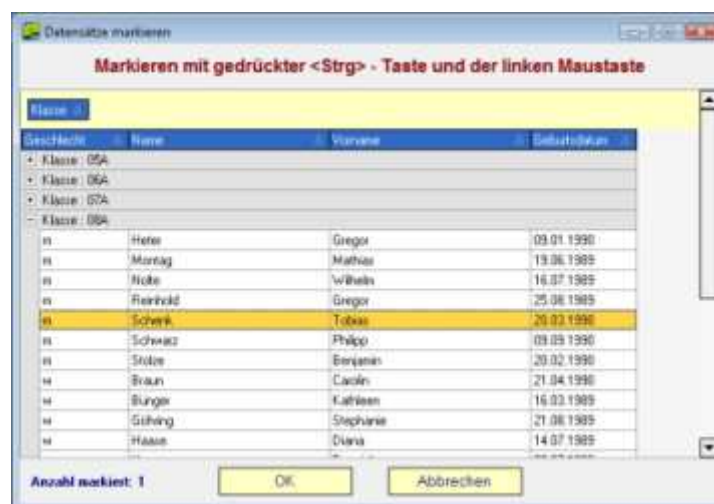 Datensätze markieren
Markieren mit gedrückter <Strg> - Taste und der linken Maustaste
Klasse
Geschlecht Name Vorname Geburtsdatum
+ Klasse : 05A
+ Klasse : 06A
+ Klasse : 07A
- Klasse : 08A
m Heter Gregor 09.01.1990
m Montag Mathias 19.06.1989
m Nolte Wilhelm 16.07.1989
m Reinhold Gregor 25.08.1989
m Schenk Tobias 20.03.1990
m Schwarz Philipp 09.09.1990
m Stolze Benjamin 20.02.1990
w Braun Carolin 21.04.1990
w Bunger Kathleen 16.03.1989
w Stephanie 21.08.1989
w Haase Diana 14.07.1989
Anzahl markiert: 1 OK Abbrechen